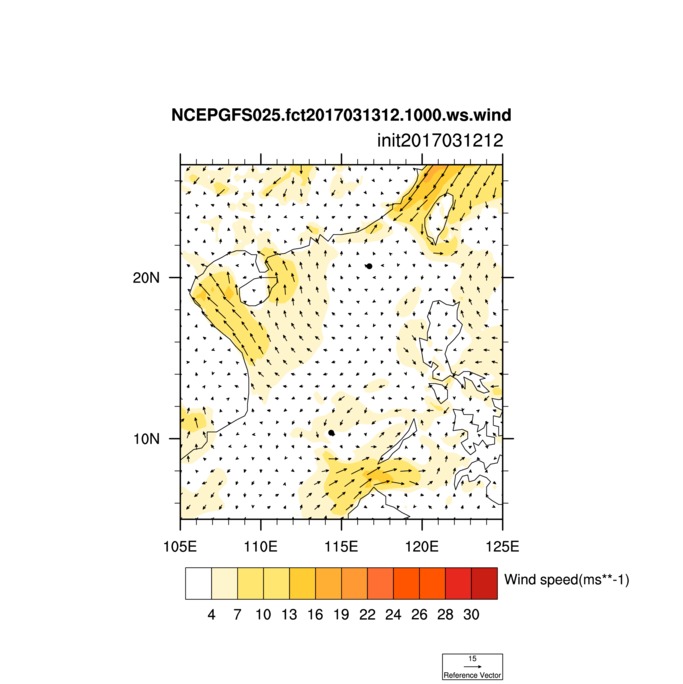 NCEPGFS025.fct2017031312.1000.ws.wind
init2017031212
20N
10N
105E 110E 115E 120E 125E
Wind speed(ms**-1)
4 7 10 13 16 19 22 24 26 28 30
15
Reference Vector